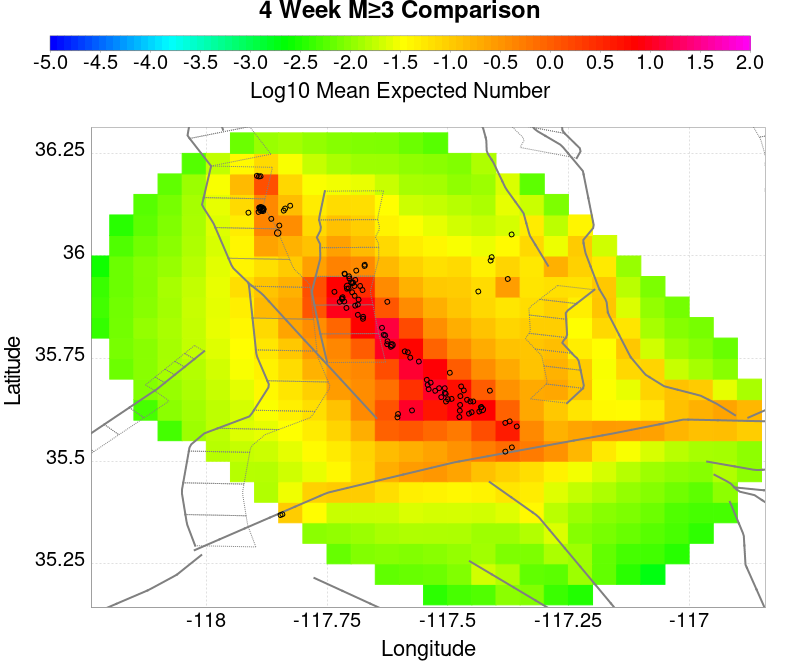 4 Week M≥3 Comparison
-5.0 -4.5 -4.0 -3.5 -3.0 -2.5 -2.0 -1.5 -1.0 -0.5 0.0 0.5 1.0 1.5 2.0
Log10 Mean Expected Number
36.25
36
35.75
35.5
35.25
Latitude
-118 -117.75 -117.5 -117.25 -117
Longitude